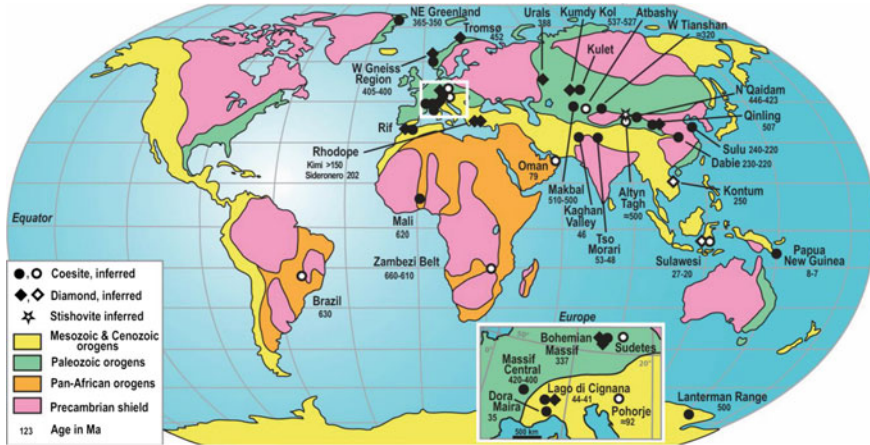 NE Greenland
365-350
Tromsø
452
Urals
388
Kumdy Kol
537-527
Atbashy
W Tianshan
≈320
Kulet
W Gneiss
Region
405-400
N Qaidam
446-423
Qinling
507
Rif
Rhodope
Kimi >150
Sideronero 202
Oman
79
Makbal
510-500
Altyn
Tagh
≈500
Sulu 240-220
Dabie 230-220
Kaghan
Valley
46
Tso
Morari
53-48
Kontum
250
Equator
Mali
620
Zambezi Belt
660-610
Brazil
630
Sulawesi
27-20
Papua
New Guinea
8-7
Coesite, inferred
Diamond, inferred
Stishovite inferred
Mesozoic & Cenozoic
orogens
Paleozoic orogens
Pan-African orogens
Precambrian shield
123 Age in Ma
Europe
Bohemian
Massif
337
Sudetes
Massif
Central
420-400
Lago di Cignana
44-41
Dora
Maira
35
Pohorje
≈92
500 km
Lanterman Range
500